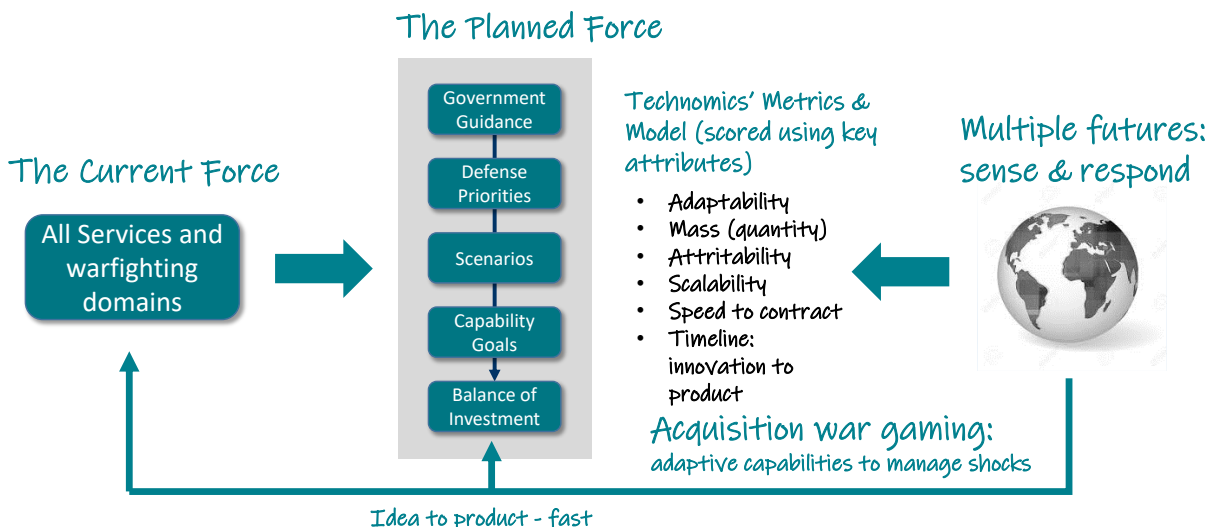 The Planned Force
Government
Guidance
Defense
Priorities
Scenarios
Capability
Goals
Balance of
Investment
The Current Force
All Services and
warfighting
domains
Technomics' Metrics &
Model (scored using key
attributes)
• Adaptability
• Mass (quantity)
• Attritability
• Scalability
• Speed to contract
• Timeline:
innovation to
product
Multiple futures:
sense & respond
Acquisition war gaming:
adaptive capabilities to manage shocks
Idea to product - fast